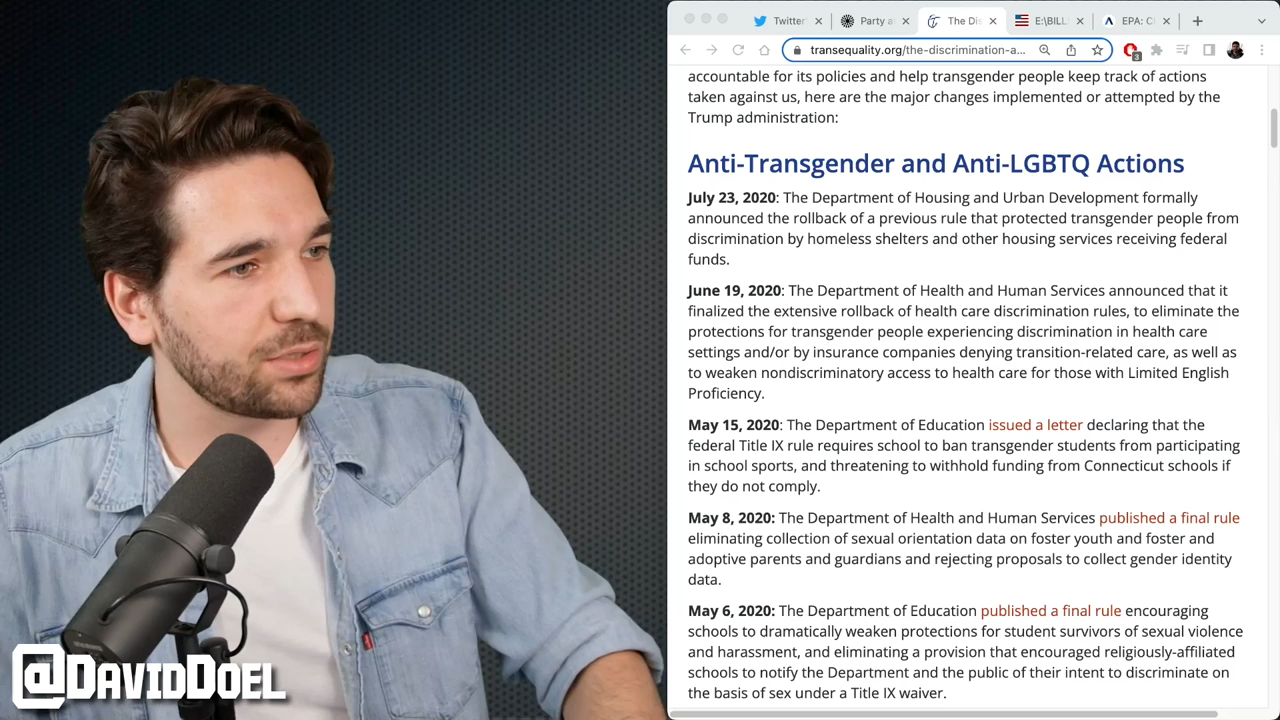 Twitter
Party a
The Dis
E:\BILL
EPA: Cl
transequality.org/the-discrimination-a...
3
accountable for its policies and help transgender people keep track of actions
taken against us, here are the major changes implemented or attempted by the
Trump administration:
Anti-Transgender and Anti-LGBTQ Actions
July 23, 2020: The Department of Housing and Urban Development formally
announced the rollback of a previous rule that protected transgender people from
discrimination by homeless shelters and other housing services receiving federal
funds.
June 19, 2020: The Department of Health and Human Services announced that it
finalized the extensive rollback of health care discrimination rules, to eliminate the
protections for transgender people experiencing discrimination in health care
settings and/or by insurance companies denying transition-related care, as well as
to weaken nondiscriminatory access to health care for those with Limited English
Proficiency.
May 15, 2020: The Department of Education issued a letter declaring that the
federal Title IX rule requires school to ban transgender students from participating
in school sports, and threatening to withhold funding from Connecticut schools if
they do not comply.
May 8, 2020: The Department of Health and Human Services published a final rule
eliminating collection of sexual orientation data on foster youth and foster and
adoptive parents and guardians and rejecting proposals to collect gender identity
data.
May 6, 2020: The Department of Education published a final rule encouraging
schools to dramatically weaken protections for student survivors of sexual violence
and harassment, and eliminating a provision that encouraged religiously-affiliated
schools to notify the Department and the public of their intent to discriminate on
the basis of sex under a Title IX waiver.
@DavidDoel